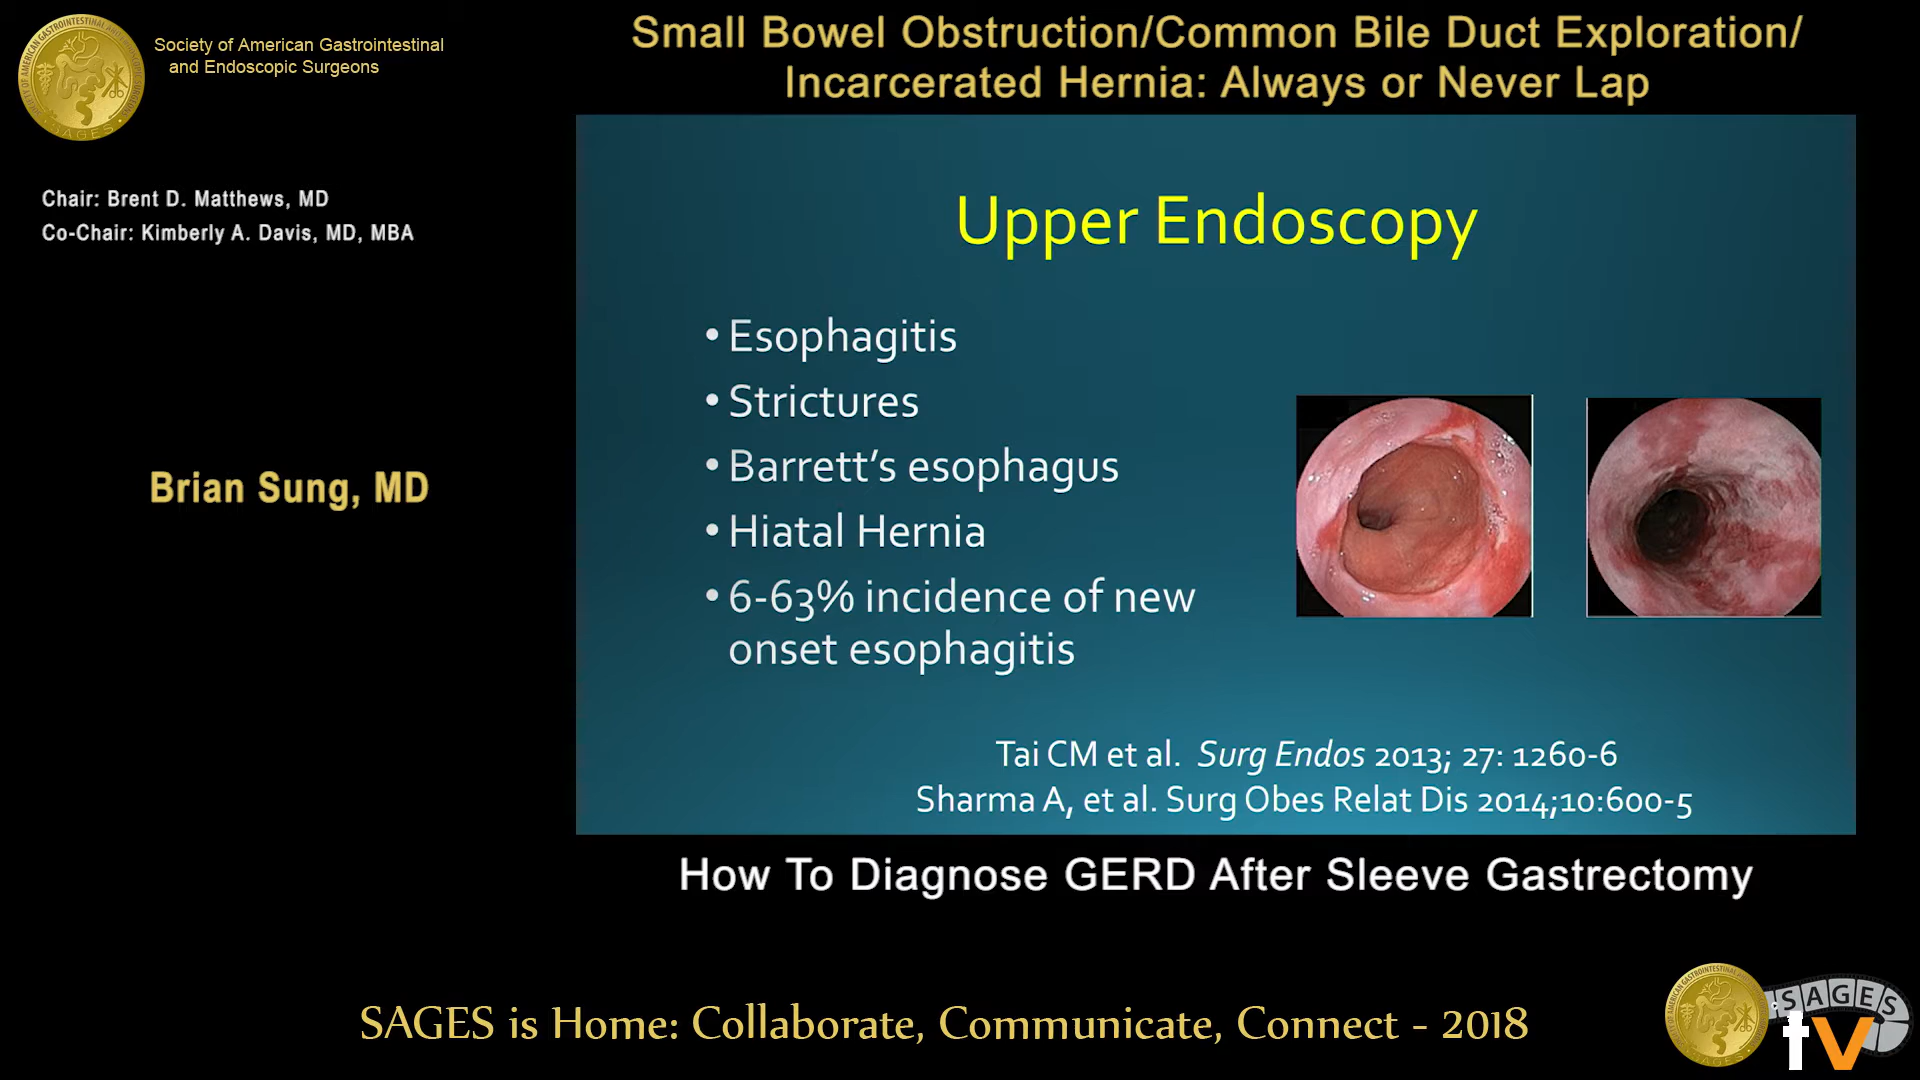 Society of American Gastrointestinal
and Endoscopic Surgeons
Small Bowel Obstruction/Common Bile Duct Exploration/
Incarcerated Hernia: Always or Never Lap
Chair: Brent D. Matthews, MD
Co-Chair: Kimberly A. Davis, MD, MBA
Brian Sung, MD
Upper Endoscopy
• Esophagitis
• Strictures
• Barrett’s esophagus
• Hiatal Hernia
• 6-63% incidence of new
onset esophagitis
Tai CM et al. Surg Endos 2013; 27: 1260-6
Sharma A, et al. Surg Obes Relat Dis 2014;10:600-5
How To Diagnose GERD After Sleeve Gastrectomy
SAGES is Home: Collaborate, Communicate, Connect - 2018
SAGES
tv